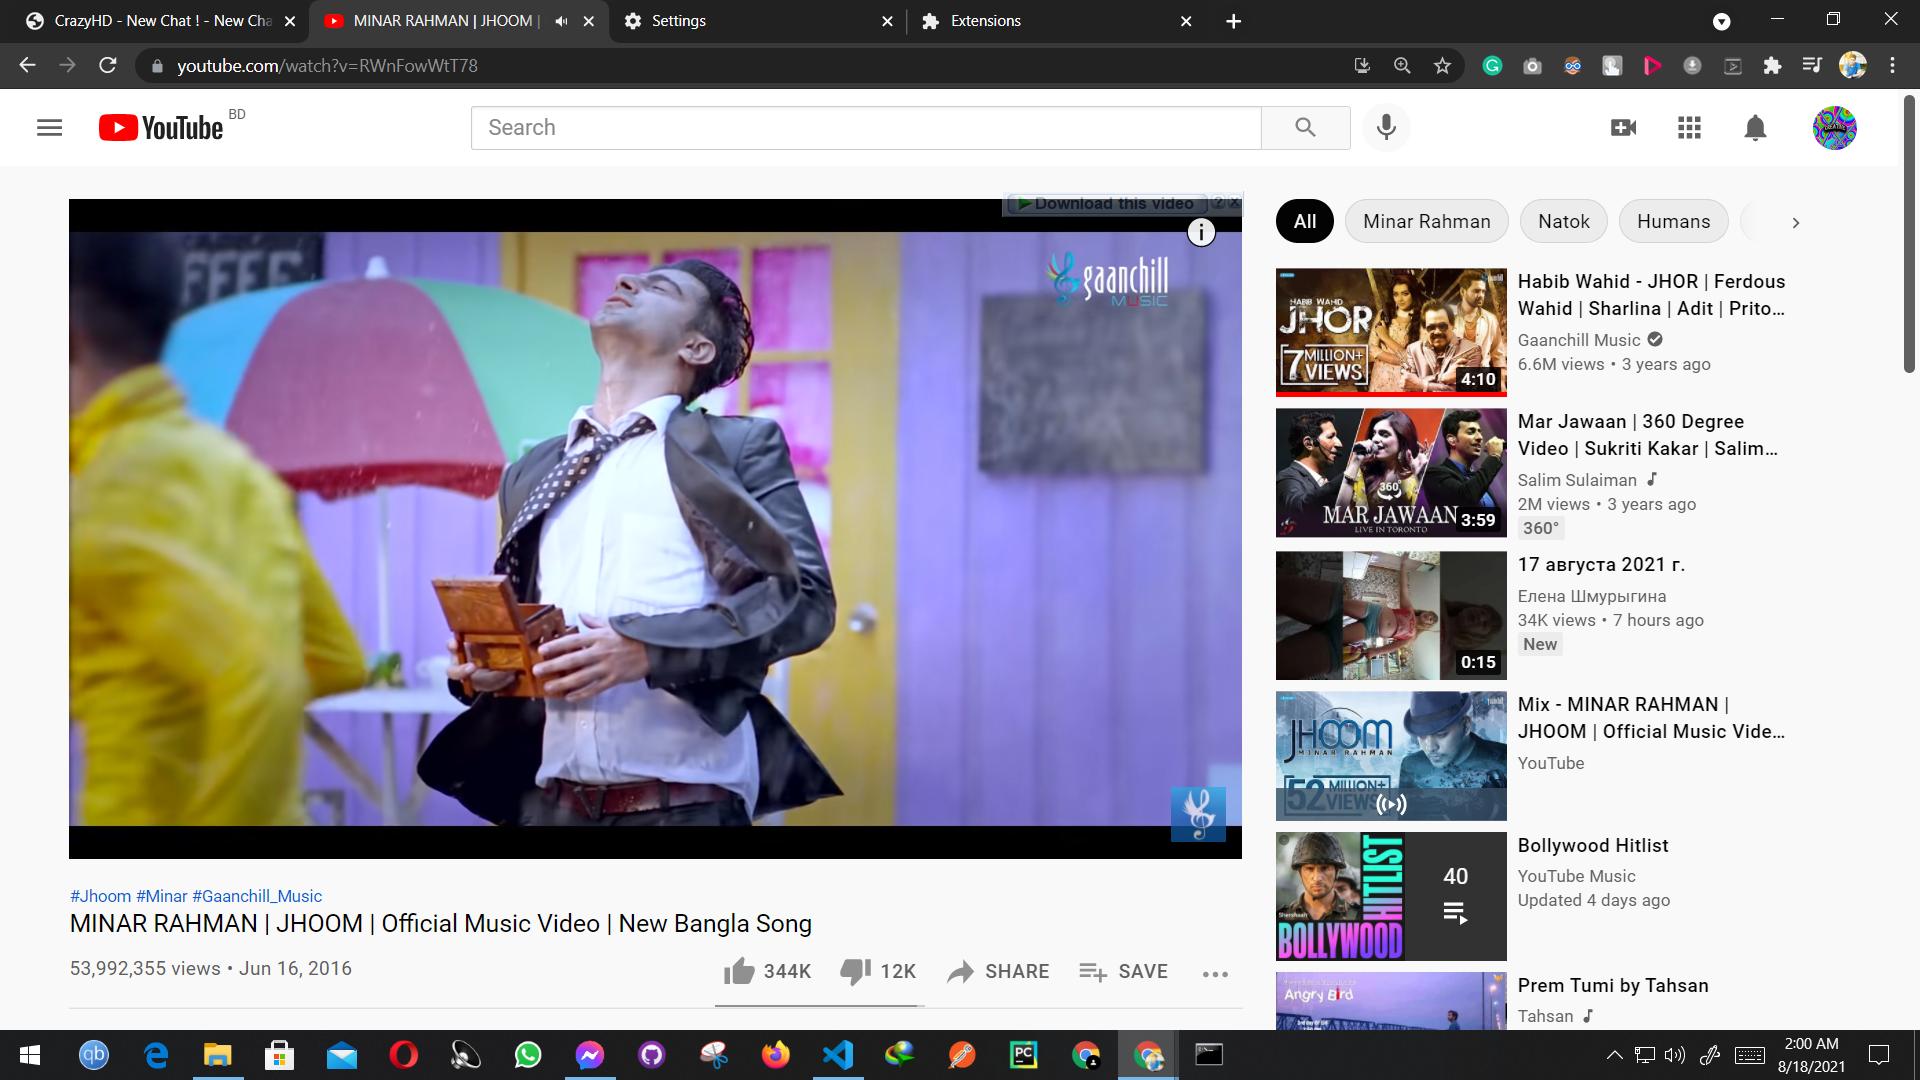 CrazyHD - New Chat ! - New Cha
MINAR RAHMAN | JHOOM |
Settings
Extensions
youtube.com/watch?v=RWnFowWtT78
YouTube BD
Search
Download this video ?
gaanchill
MUSIC
#Jhoom #Minar #Gaanchill_Music
MINAR RAHMAN | JHOOM | Official Music Video | New Bangla Song
53,992,355 views • Jun 16, 2016
344K
12K
SHARE
SAVE
All
Minar Rahman
Natok
Humans
HABIB WAHID
JHOR
7 MILLION+
VIEWS
4:10
Habib Wahid - JHOR | Ferdous
Wahid | Sharlina | Adit | Prito...
Gaanchill Music
6.6M views • 3 years ago
360°
MAR JAWAAN
LIVE IN TORONTO
3:59
Mar Jawaan | 360 Degree
Video | Sukriti Kakar | Salim...
Salim Sulaiman
2M views • 3 years ago
360°
0:15
17 августа 2021 г.
Елена Шмурыгина
34K views • 7 hours ago
New
JHOOM
MINAR RAHMAN
52 MILLION+
VIEWS
Mix - MINAR RAHMAN |
JHOOM | Official Music Vide...
YouTube
Shershaah
HITLIST
BOLLYWOOD
40
Bollywood Hitlist
YouTube Music
Updated 4 days ago
Angry Bird
Prem Tumi by Tahsan
Tahsan
qb
PC
2:00 AM
8/18/2021